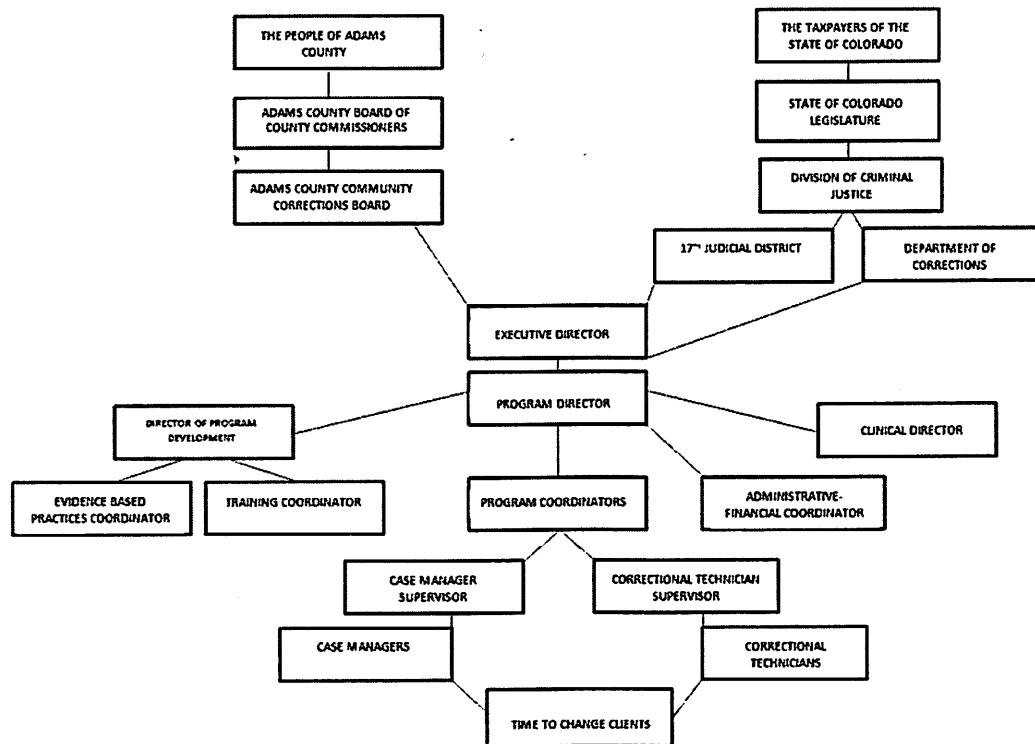 THE PEOPLE OF ADAMS
COUNTY
THE TAXPAYERS OF THE
STATE OF COLORADO
ADAMS COUNTY BOARD OF
COUNTY COMMISSIONERS
STATE OF COLORADO
LEGISLATURE
ADAMS COUNTY COMMUNITY
CORRECTIONS BOARD
DIVISION OF CRIMINAL
JUSTICE
17TH JUDICIAL DISTRICT
DEPARTMENT OF
CORRECTIONS
EXECUTIVE DIRECTOR
PROGRAM DIRECTOR
DIRECTOR OF PROGRAM
DEVELOPMENT
CLINICAL DIRECTOR
EVIDENCE BASED
PRACTICES COORDINATOR
TRAINING COORDINATOR
PROGRAM COORDINATORS
ADMINISTRATIVE-
FINANCIAL COORDINATOR
CASE MANAGER
SUPERVISOR
CORRECTIONAL TECHNICIAN
SUPERVISOR
CASE MANAGERS
CORRECTIONAL
TECHNICIANS
TIME TO CHANGE CLIENTS